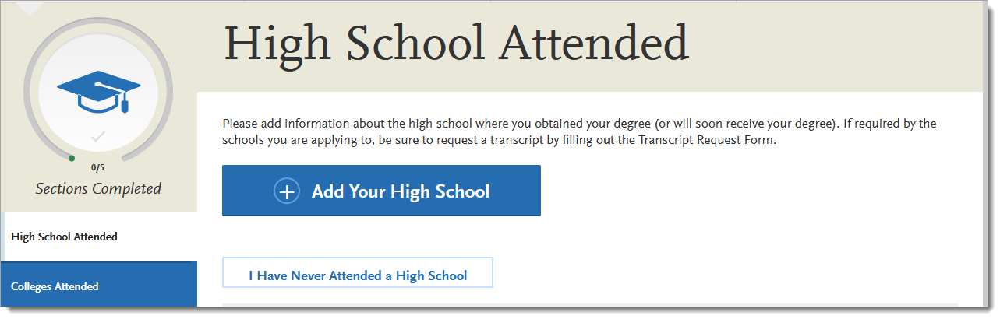 High School Attended
0/5
Sections Completed
High School Attended
Colleges Attended
Please add information about the high school where you obtained your degree (or will soon receive your degree). If required by the
schools you are applying to, be sure to request a transcript by filling out the Transcript Request Form.
Add Your High School
I Have Never Attended a High School